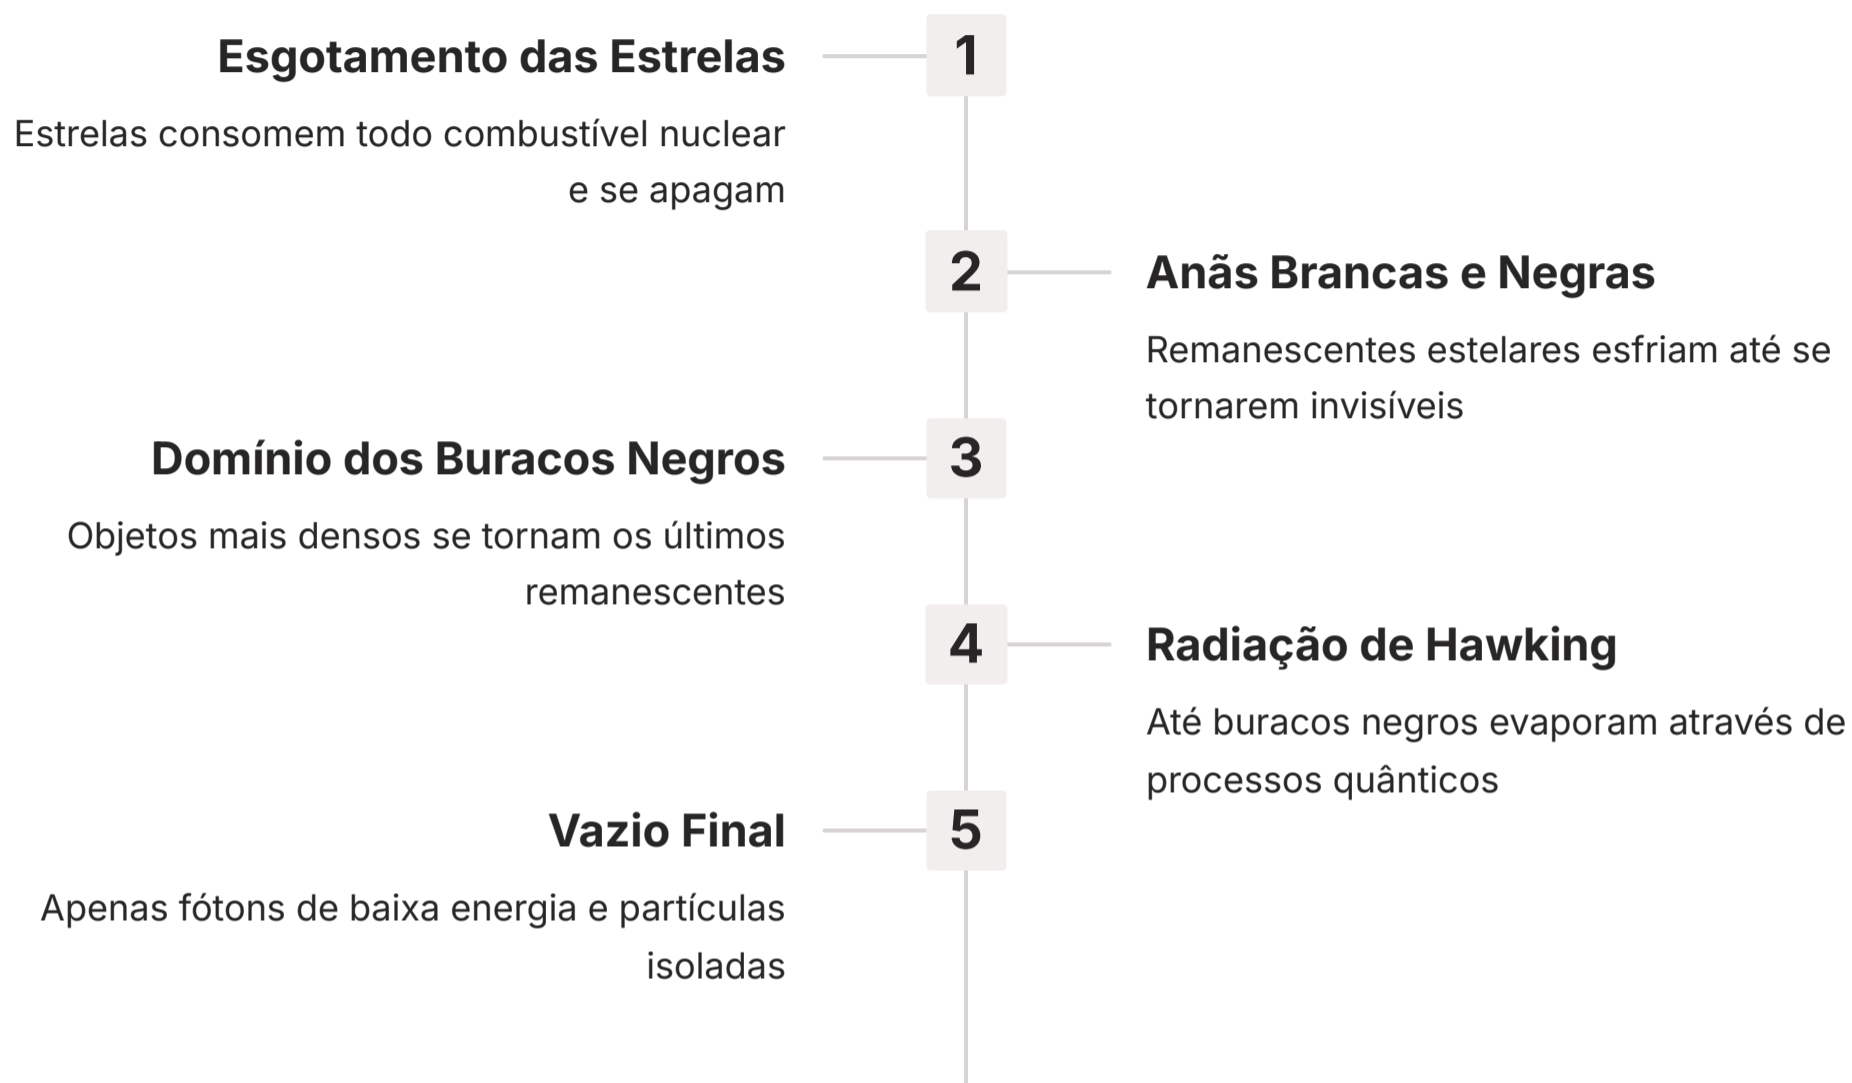 1
Esgotamento das Estrelas
Estrelas consomem todo combustível nuclear
e se apagam
2
Anãs Brancas e Negras
Remanescentes estelares esfriam até se
tornarem invisíveis
3
Domínio dos Buracos Negros
Objetos mais densos se tornam os últimos
remanescentes
4
Radiação de Hawking
Até buracos negros evaporam através de
processos quânticos
5
Vazio Final
Apenas fótons de baixa energia e partículas
isoladas